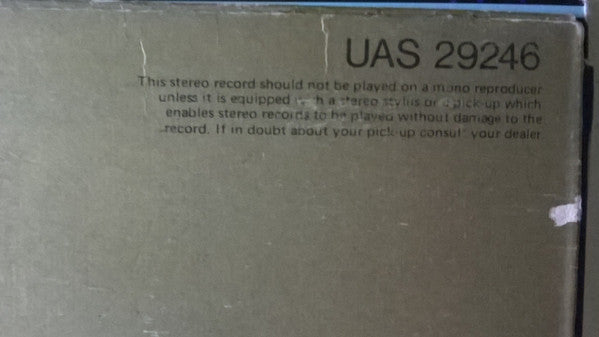 UAS 29246
This stereo record should not be played on a mono reproducer
unless it is equipped with a stereo stylus or a pick-up which
enables stereo records to be played without damage to the
record. If in doubt about your pick-up consult your dealer